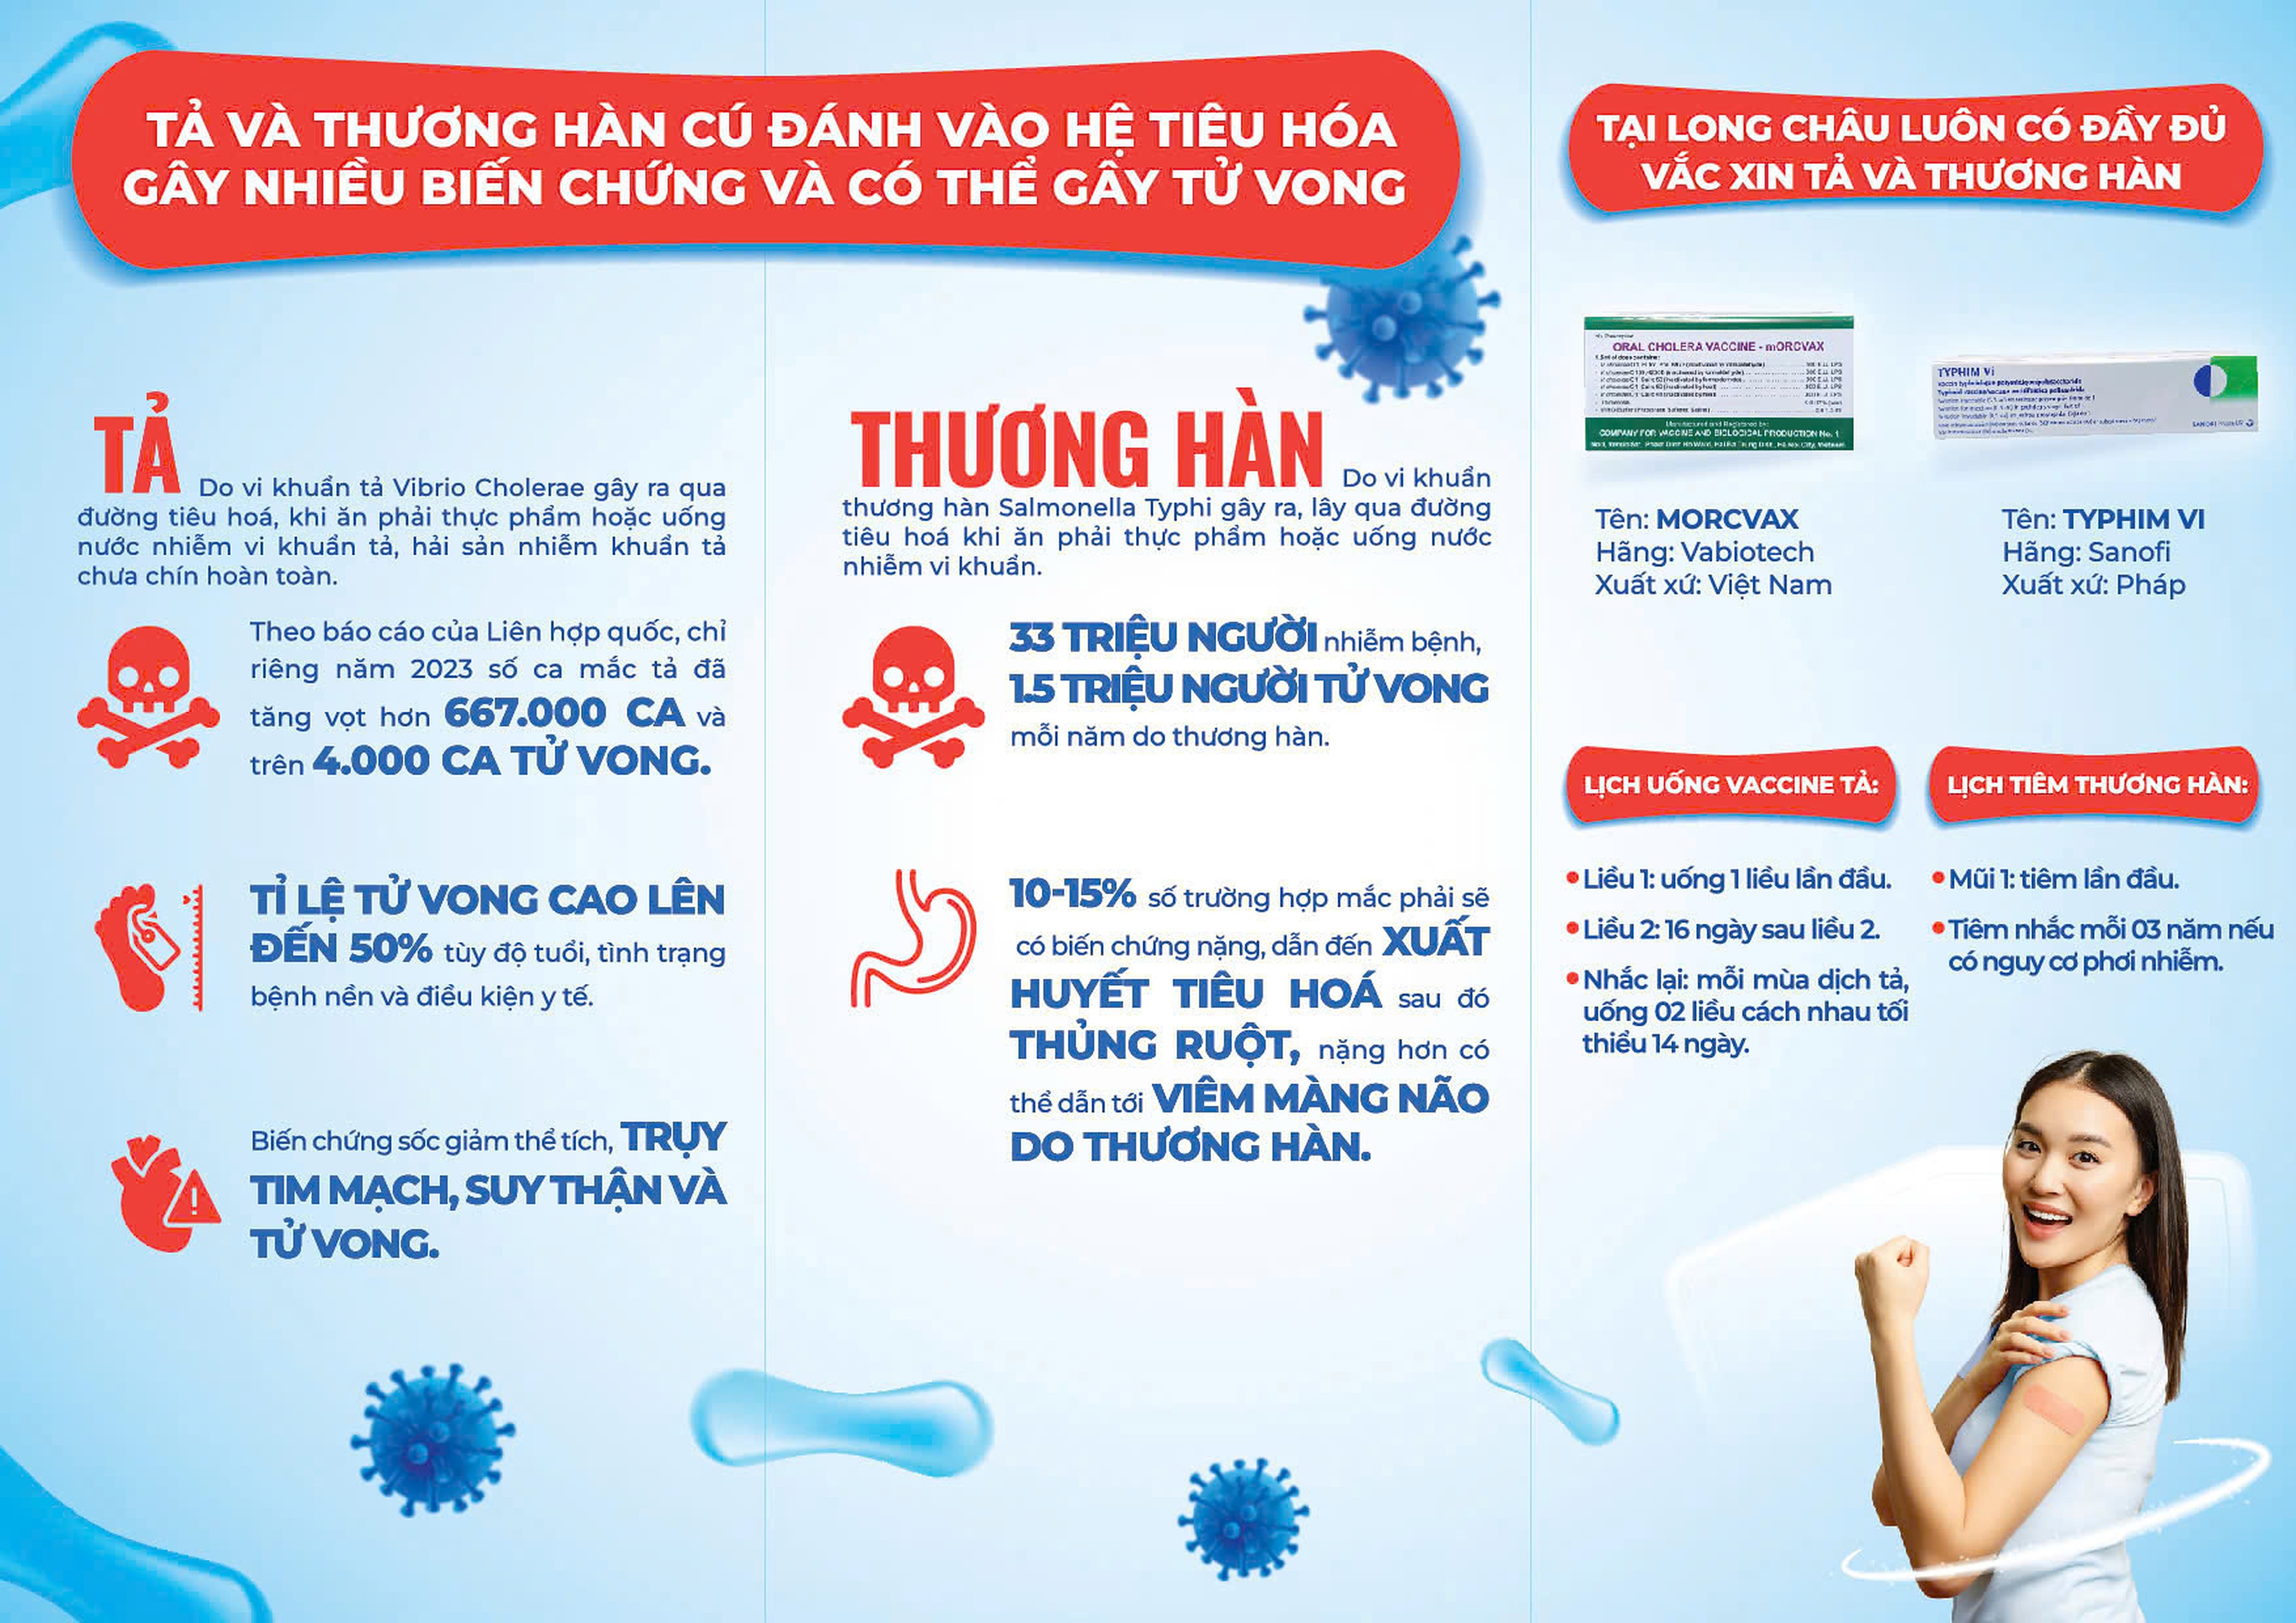 TẢ VÀ THƯƠNG HÀN CÚ ĐÁNH VÀO HỆ TIÊU HÓA
GÂY NHIỀU BIẾN CHỨNG VÀ CÓ THỂ GÂY TỬ VONG
TẢ Do vi khuẩn tả Vibrio Cholerae gây ra qua
đường tiêu hoá, khi ăn phải thực phẩm hoặc uống
nước nhiễm vi khuẩn tả, hải sản nhiễm khuẩn tả
chưa chín hoàn toàn.
Theo báo cáo của Liên hợp quốc, chỉ
riêng năm 2023 số ca mắc tả đã
tăng vọt hơn 667.000 CA và
trên 4.000 CA TỬ VONG.
TỈ LỆ TỬ VONG CAO LÊN
ĐẾN 50% tùy độ tuổi, tình trạng
bệnh nền và điều kiện y tế.
Biến chứng sốc giảm thể tích, TRỤY
TIM MẠCH, SUY THẬN VÀ
TỬ VONG.
THƯƠNG HÀN Do vi khuẩn
thương hàn Salmonella Typhi gây ra, lây qua đường
tiêu hoá khi ăn phải thực phẩm hoặc uống nước
nhiễm vi khuẩn.
33 TRIỆU NGƯỜI nhiễm bệnh,
1.5 TRIỆU NGƯỜI TỬ VONG
mỗi năm do thương hàn.
10-15% số trường hợp mắc phải sẽ
có biến chứng nặng, dẫn đến XUẤT
HUYẾT TIÊU HOÁ sau đó
THỦNG RUỘT, nặng hơn có
thể dẫn tới VIÊM MÀNG NÃO
DO THƯƠNG HÀN.
TẠI LONG CHÂU LUÔN CÓ ĐẦY ĐỦ
VẮC XIN TẢ VÀ THƯƠNG HÀN
ORAL CHOLERA VACCINE - mORCVAX
Manufactured and Registered by:
COMPANY FOR VACCINE AND BIOLOGICAL PRODUCTION No. 1
TYPHIM Vi
Tên: MORCVAX
Hãng: Vabiotech
Xuất xứ: Việt Nam
Tên: TYPHIM VI
Hãng: Sanofi
Xuất xứ: Pháp
LỊCH UỐNG VACCINE TẢ:
• Liều 1: uống 1 liều lần đầu.
• Liều 2: 16 ngày sau liều 2.
• Nhắc lại: mỗi mùa dịch tả,
uống 02 liều cách nhau tối
thiểu 14 ngày.
LỊCH TIÊM THƯƠNG HÀN:
• Mũi 1: tiêm lần đầu.
• Tiêm nhắc mỗi 03 năm nếu
có nguy cơ phơi nhiễm.